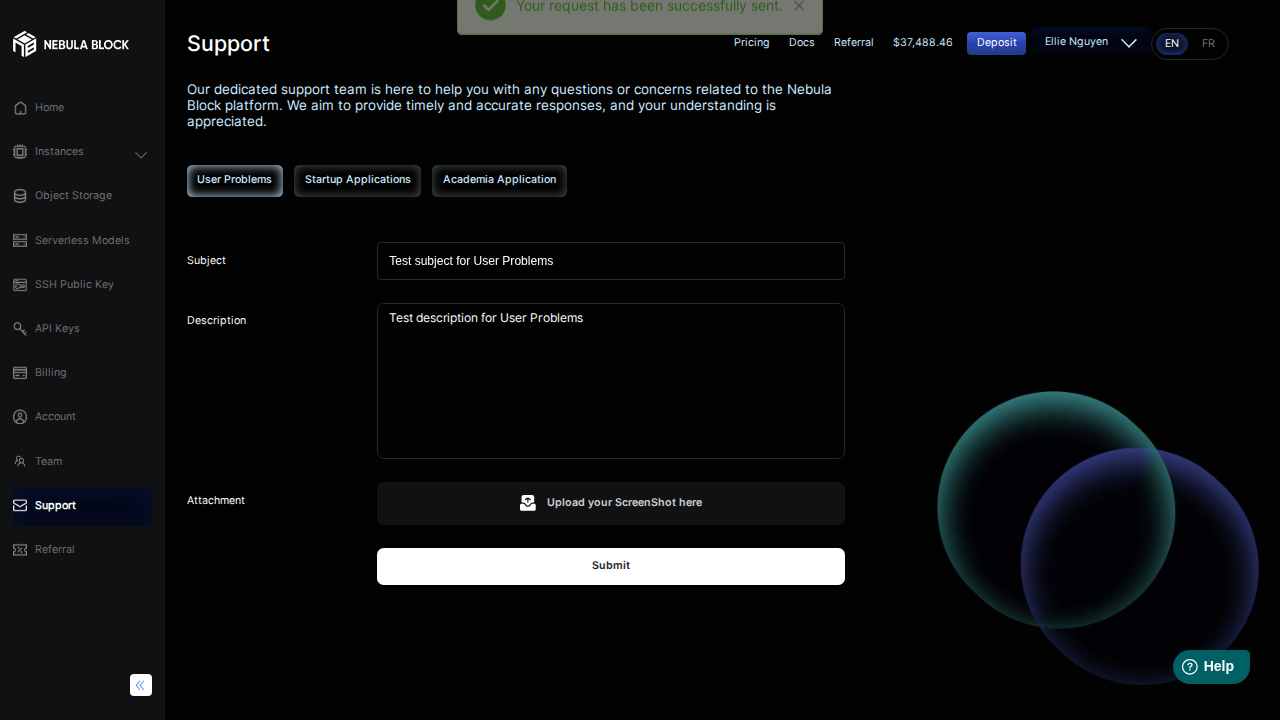 Your request has been successfully sent.
NEBULA BLOCK
Support
Pricing
Docs
Referral
$37,488.46
Deposit
Ellie Nguyen
EN
FR
Our dedicated support team is here to help you with any questions or concerns related to the Nebula
Block platform. We aim to provide timely and accurate responses, and your understanding is
appreciated.
Home
Instances
Object Storage
Serverless Models
SSH Public Key
API Keys
Billing
Account
Team
Support
Referral
User Problems
Startup Applications
Academia Application
Subject
Test subject for User Problems
Description
Test description for User Problems
Attachment
Upload your ScreenShot here
Submit
Help